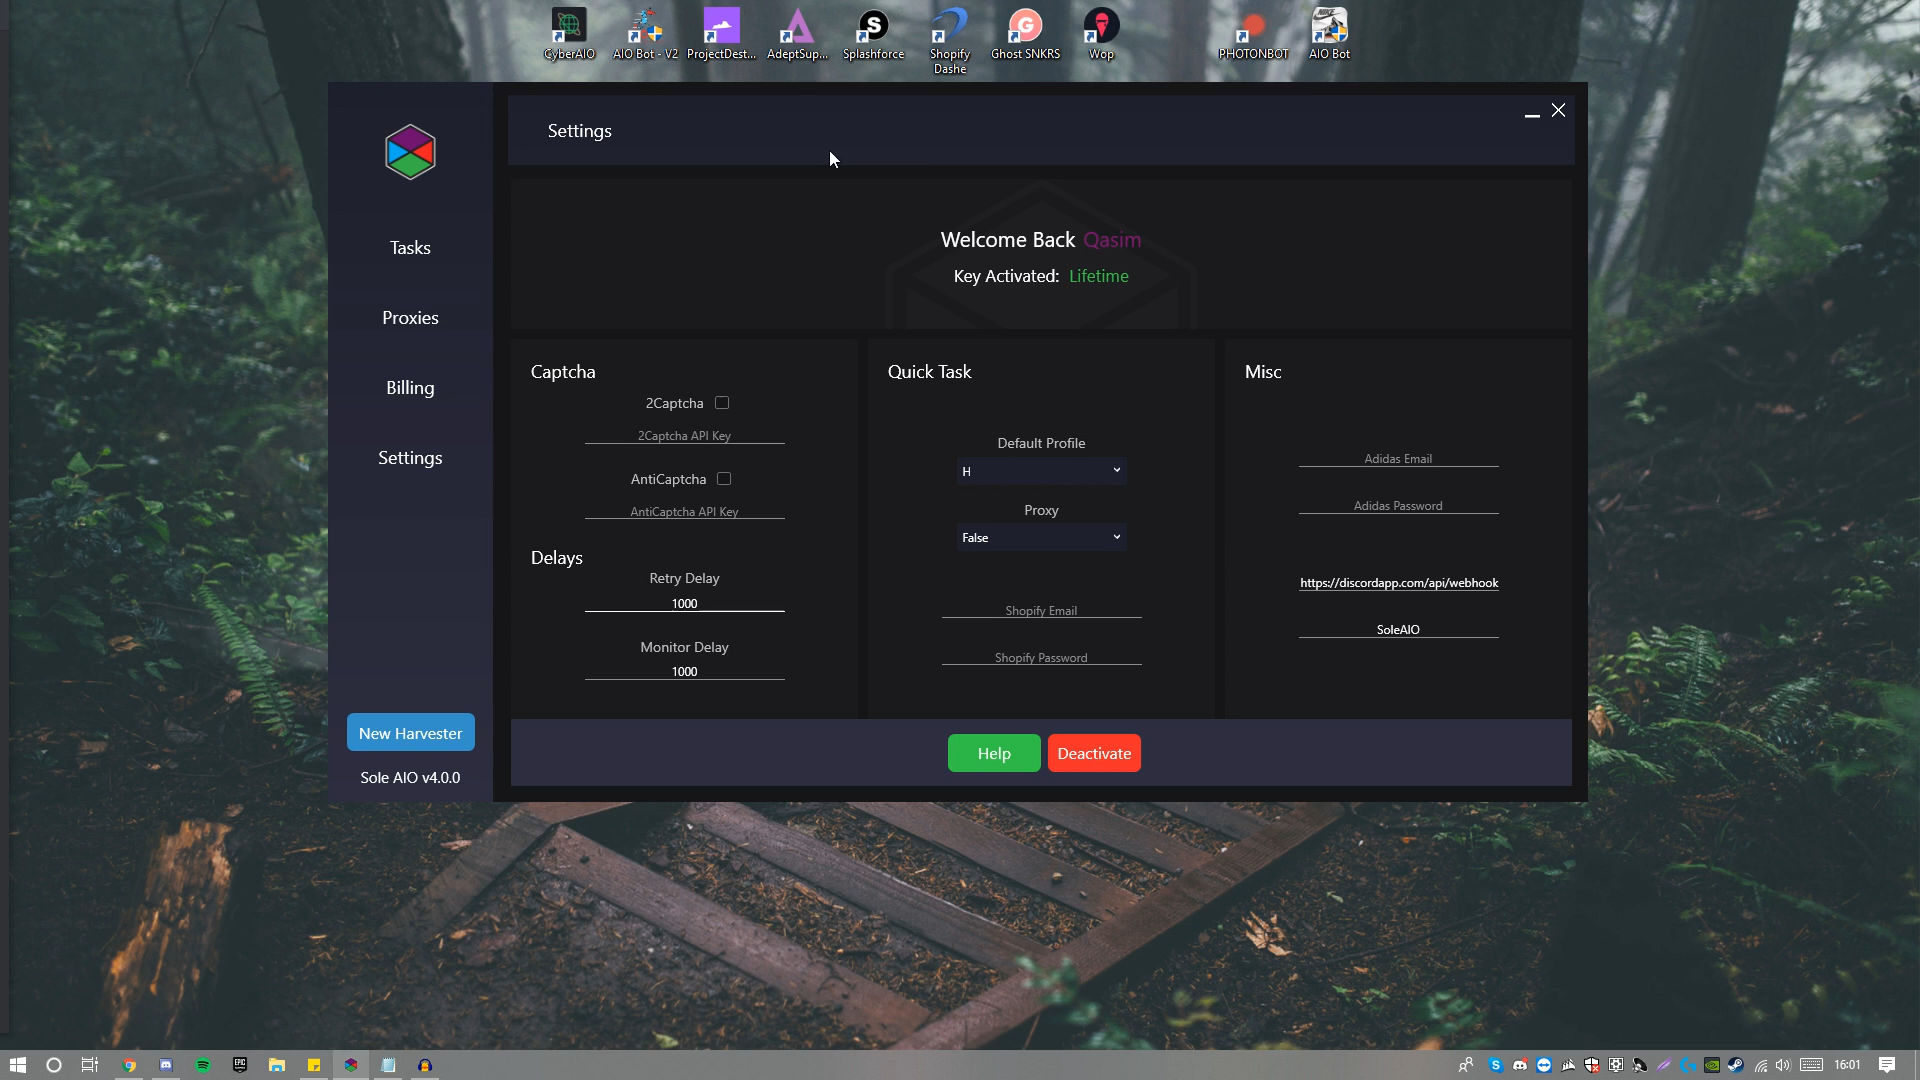 CyberAIO
AIO Bot - V2
ProjectDest...
AdeptSup...
Splashforce
Shopify
Dashe
Ghost SNKRS
Wop
PHOTONBOT
AIO Bot
Settings
Tasks
Proxies
Billing
Settings
New Harvester
Sole AIO v4.0.0
Welcome Back Qasim
Key Activated: Lifetime
Captcha
2Captcha
2Captcha API Key
AntiCaptcha
AntiCaptcha API Key
Delays
Retry Delay
1000
Monitor Delay
1000
Quick Task
Default Profile
H
Proxy
False
Shopify Email
Shopify Password
Misc
Adidas Email
Adidas Password
https://discordapp.com/api/webhook
SoleAIO
Help
Deactivate
16:01